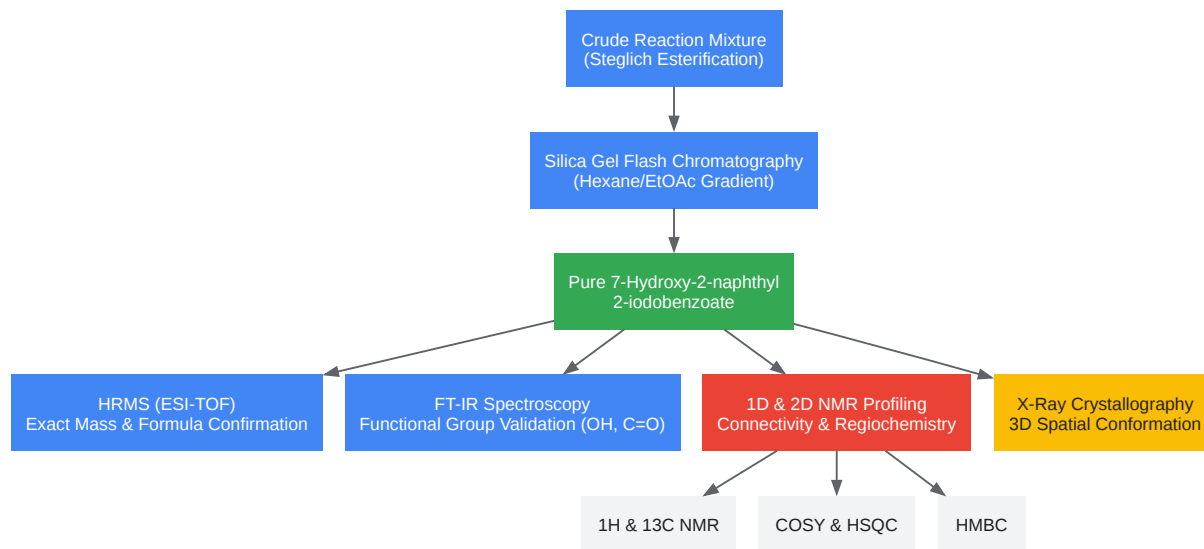 Crude Reaction Mixture
(Steglich Esterification)
Silica Gel Flash Chromatography
(Hexane/EtOAc Gradient)
Pure 7-Hydroxy-2-naphthyl
2-iodobenzoate
HRMS (ESI-TOF)
Exact Mass & Formula Confirmation
FT-IR Spectroscopy
Functional Group Validation (OH, C=O)
1D & 2D NMR Profiling
Connectivity & Regiochemistry
X-Ray Crystallography
3D Spatial Conformation
1H & 13C NMR
COSY & HSQC
HMBC